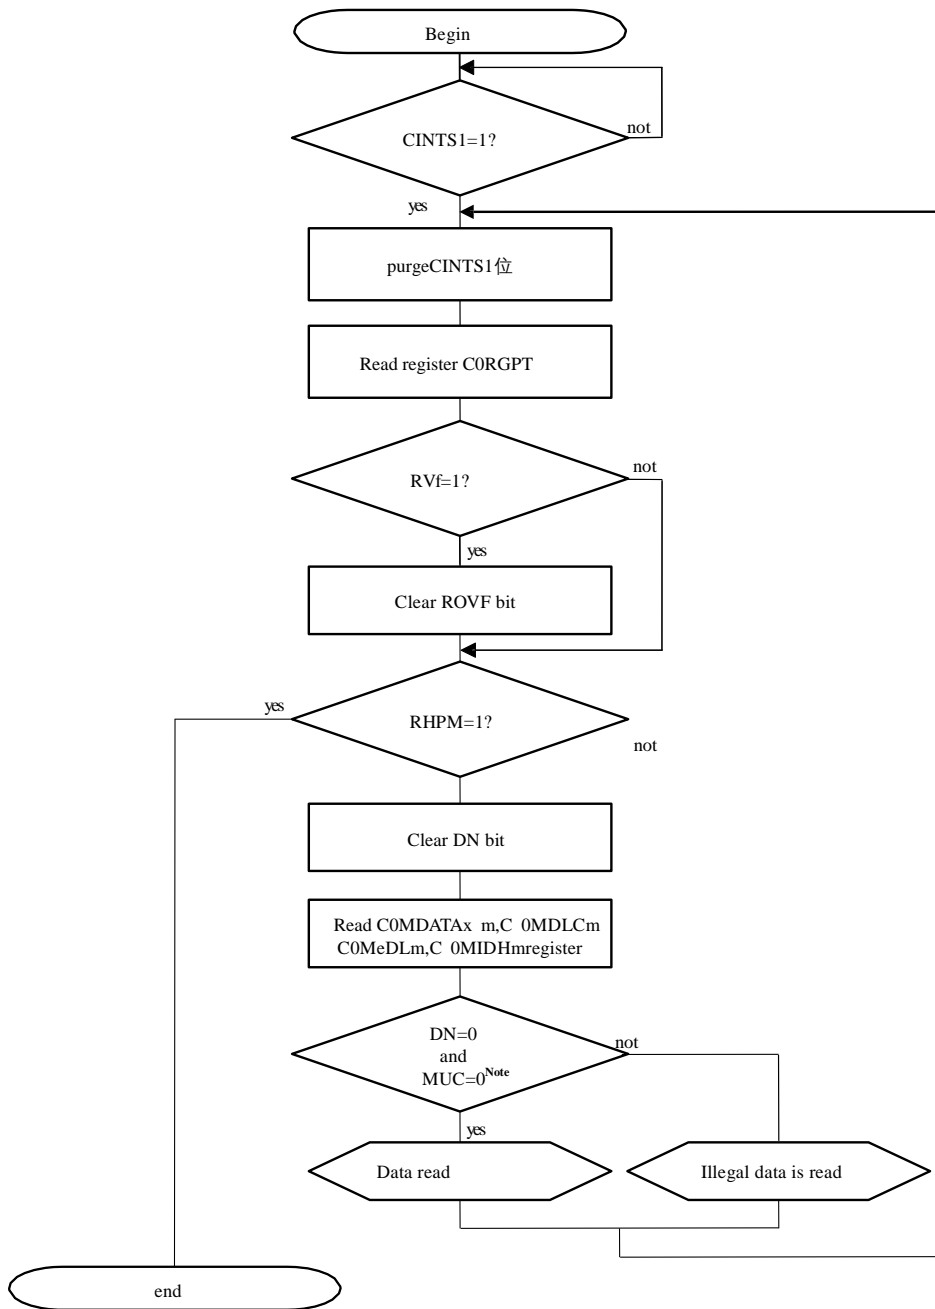 Begin
CINTS1=1?
not
yes
purgeCINTS1位
Read register C0RGPT
RVf=1?
not
yes
Clear ROVF bit
yes
RHPM=1?
not
Clear DN bit
Read C0MDATAx m,C 0MDLCm
C0MeDLm,C 0MIDHmregister
DN=0
and
MUC=0Note
not
yes
Data read
Illegal data is read
end